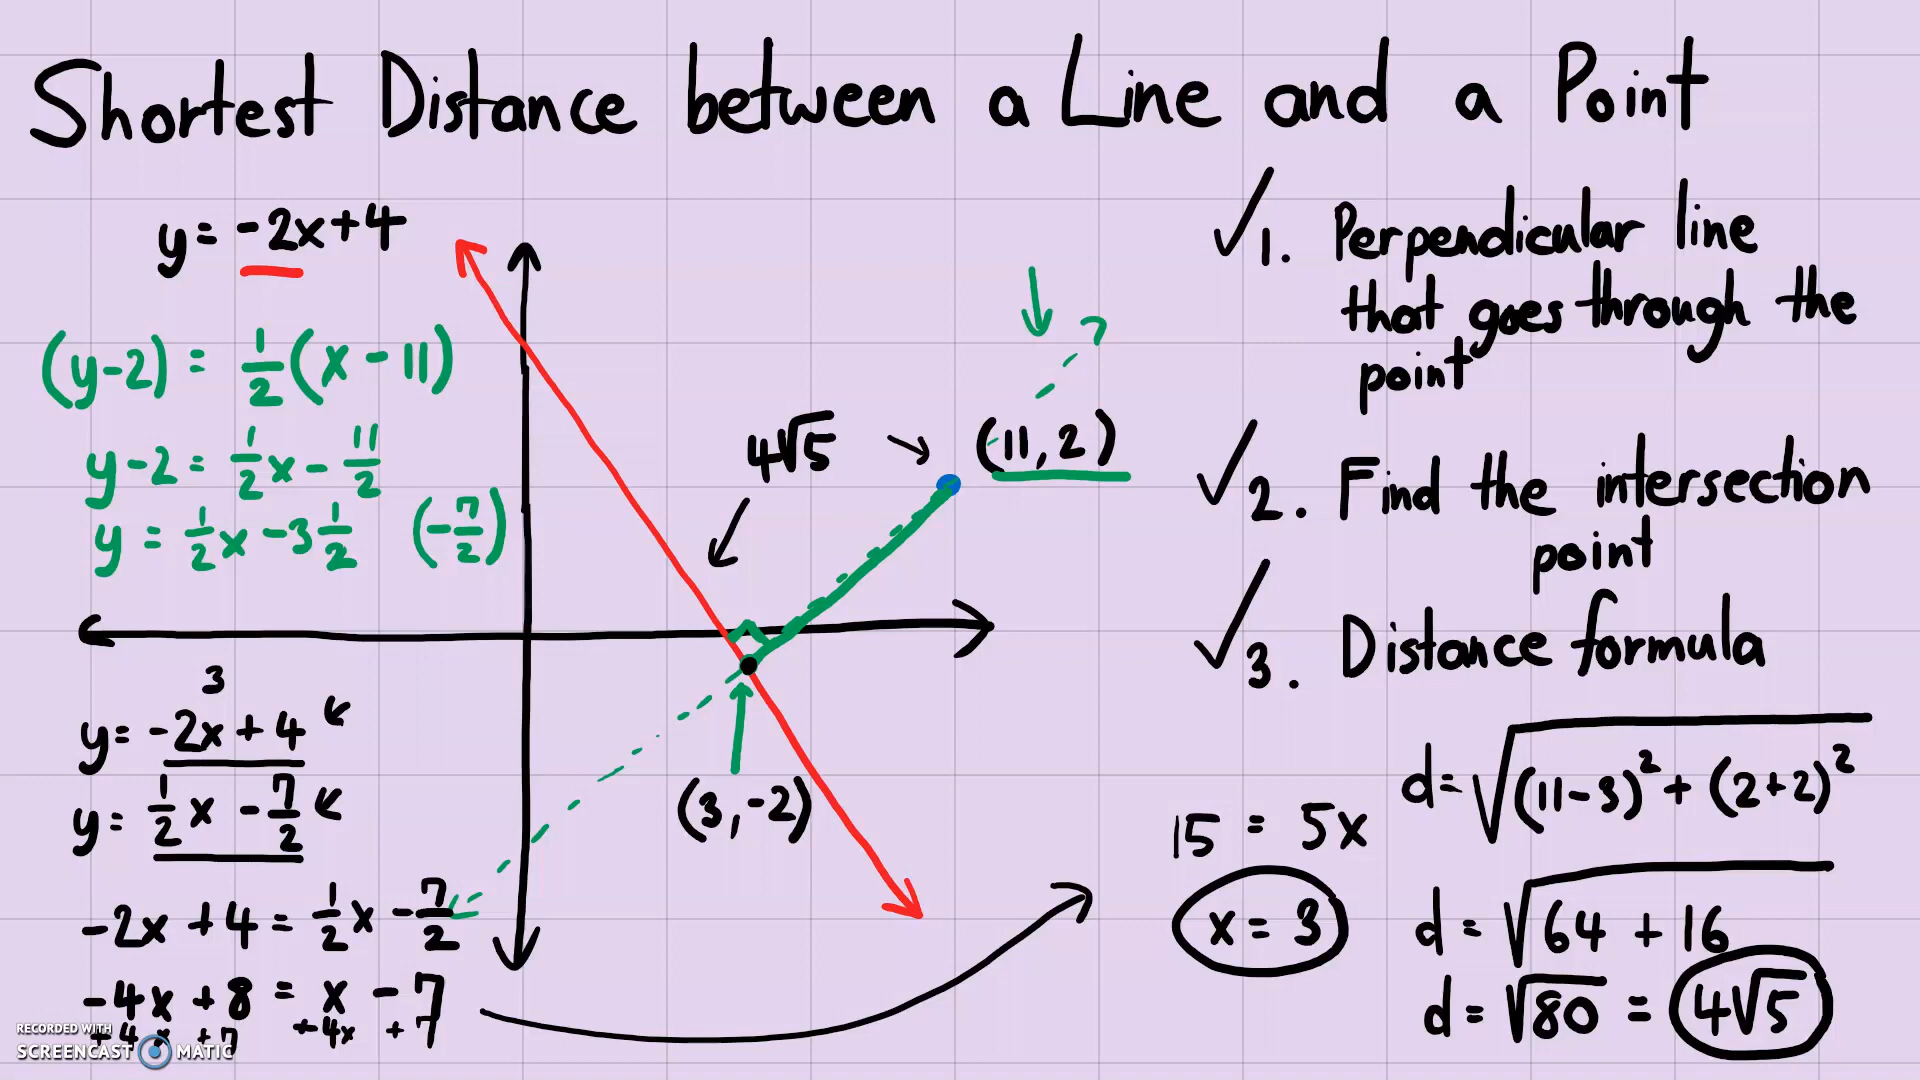 Shortest Distance between a Line and a Point
y = -2x+4
(y-2) = 1/2(x-11)
y-2 = 1/2x - 11/2
y = 1/2x -3 1/2 (-7/2)
4√5
(11,2)
(3,-2)
1. Perpendicular line
that goes through the
point
2. Find the intersection
point
3. Distance formula
3
y = -2x+4
y = 1/2x - 7/2
-2x+4 = 1/2x - 7/2
-4x+8 = x-7
+4x +7 +4x +7
15 = 5x
x = 3
d = √(11-3)² + (2+2)²
d = √64 + 16
d = √80 = 4√5
RECORDED WITH
SCREENCAST MATIC